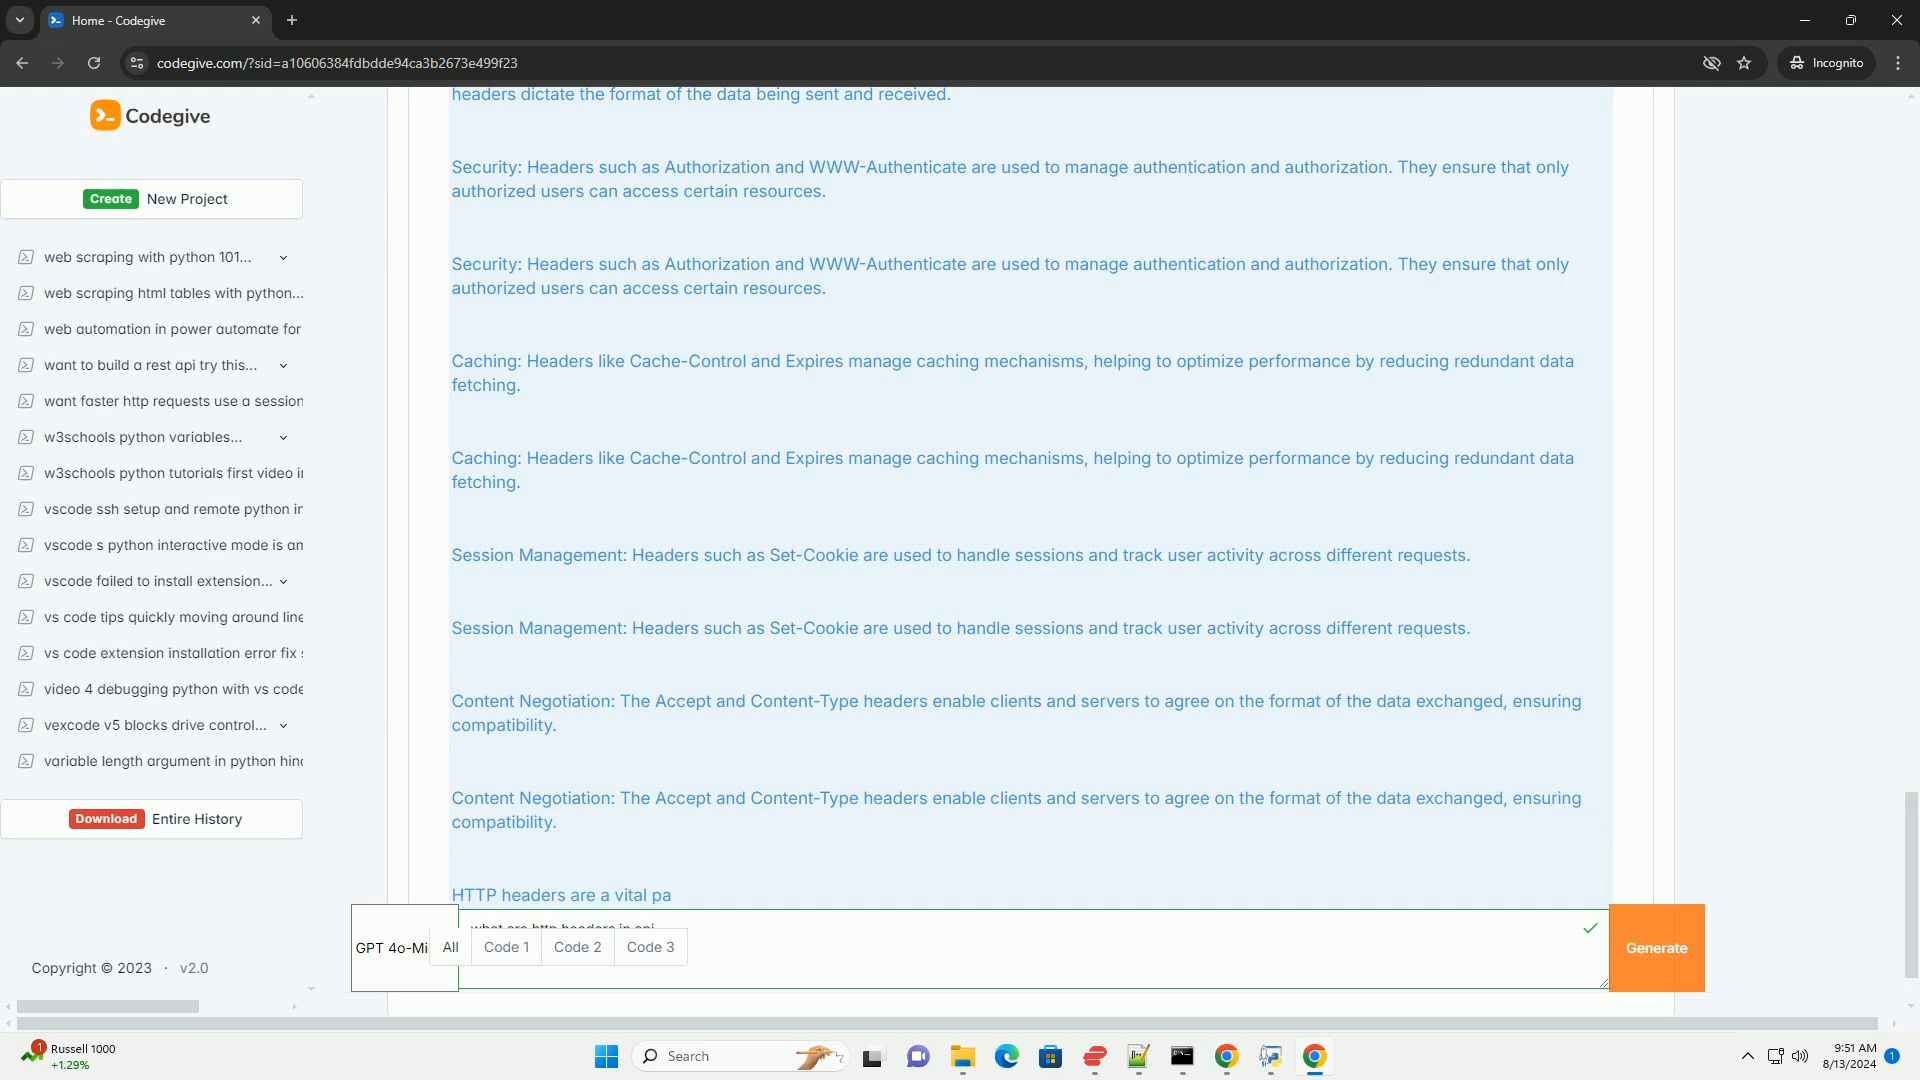 Home - Codegive
codegive.com/?sid=a10606384fdbdde94ca3b2673e499f23
Incognito
Codegive
Create New Project
web scraping with python 101...
web scraping html tables with python...
web automation in power automate for
want to build a rest api try this...
want faster http requests use a session
w3schools python variables...
w3schools python tutorials first video i
vscode ssh setup and remote python in
vscode s python interactive mode is am
vscode failed to install extension...
vs code tips quickly moving around line
vs code extension installation error fix
video 4 debugging python with vs code
vexcode v5 blocks drive control...
variable length argument in python hin
Download Entire History
Copyright © 2023 · v2.0
headers dictate the format of the data being sent and received.
Security: Headers such as Authorization and WWW-Authenticate are used to manage authentication and authorization. They ensure that only
authorized users can access certain resources.
Security: Headers such as Authorization and WWW-Authenticate are used to manage authentication and authorization. They ensure that only
authorized users can access certain resources.
Caching: Headers like Cache-Control and Expires manage caching mechanisms, helping to optimize performance by reducing redundant data
fetching.
Caching: Headers like Cache-Control and Expires manage caching mechanisms, helping to optimize performance by reducing redundant data
fetching.
Session Management: Headers such as Set-Cookie are used to handle sessions and track user activity across different requests.
Session Management: Headers such as Set-Cookie are used to handle sessions and track user activity across different requests.
Content Negotiation: The Accept and Content-Type headers enable clients and servers to agree on the format of the data exchanged, ensuring
compatibility.
Content Negotiation: The Accept and Content-Type headers enable clients and servers to agree on the format of the data exchanged, ensuring
compatibility.
HTTP headers are a vital pa
what are http headers in api
GPT 4o-Mi All Code 1 Code 2 Code 3
Generate
1
Russell 1000
+1.29%
Search
9:51 AM
8/13/2024
1